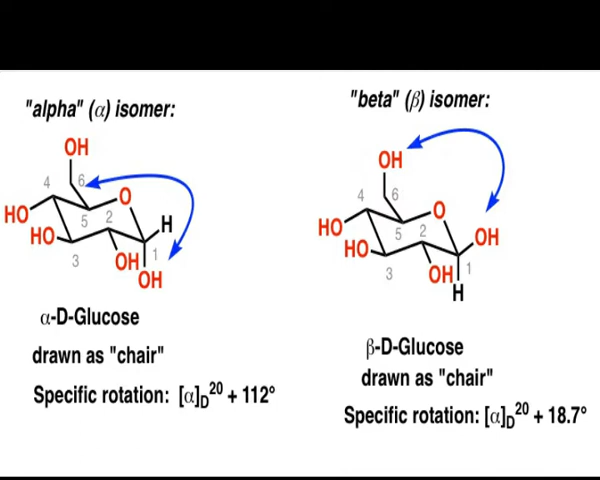 "alpha" (α) isomer:
OH
4
6
O
HO
5
2
H
HO
3
OH
1
OH
α-D-Glucose
drawn as "chair"
Specific rotation: [α]D20 + 112°
"beta" (β) isomer:
OH
4
6
O
HO
5
2
OH
HO
3
OH
1
H
β-D-Glucose
drawn as "chair"
Specific rotation: [α]D20 + 18.7°